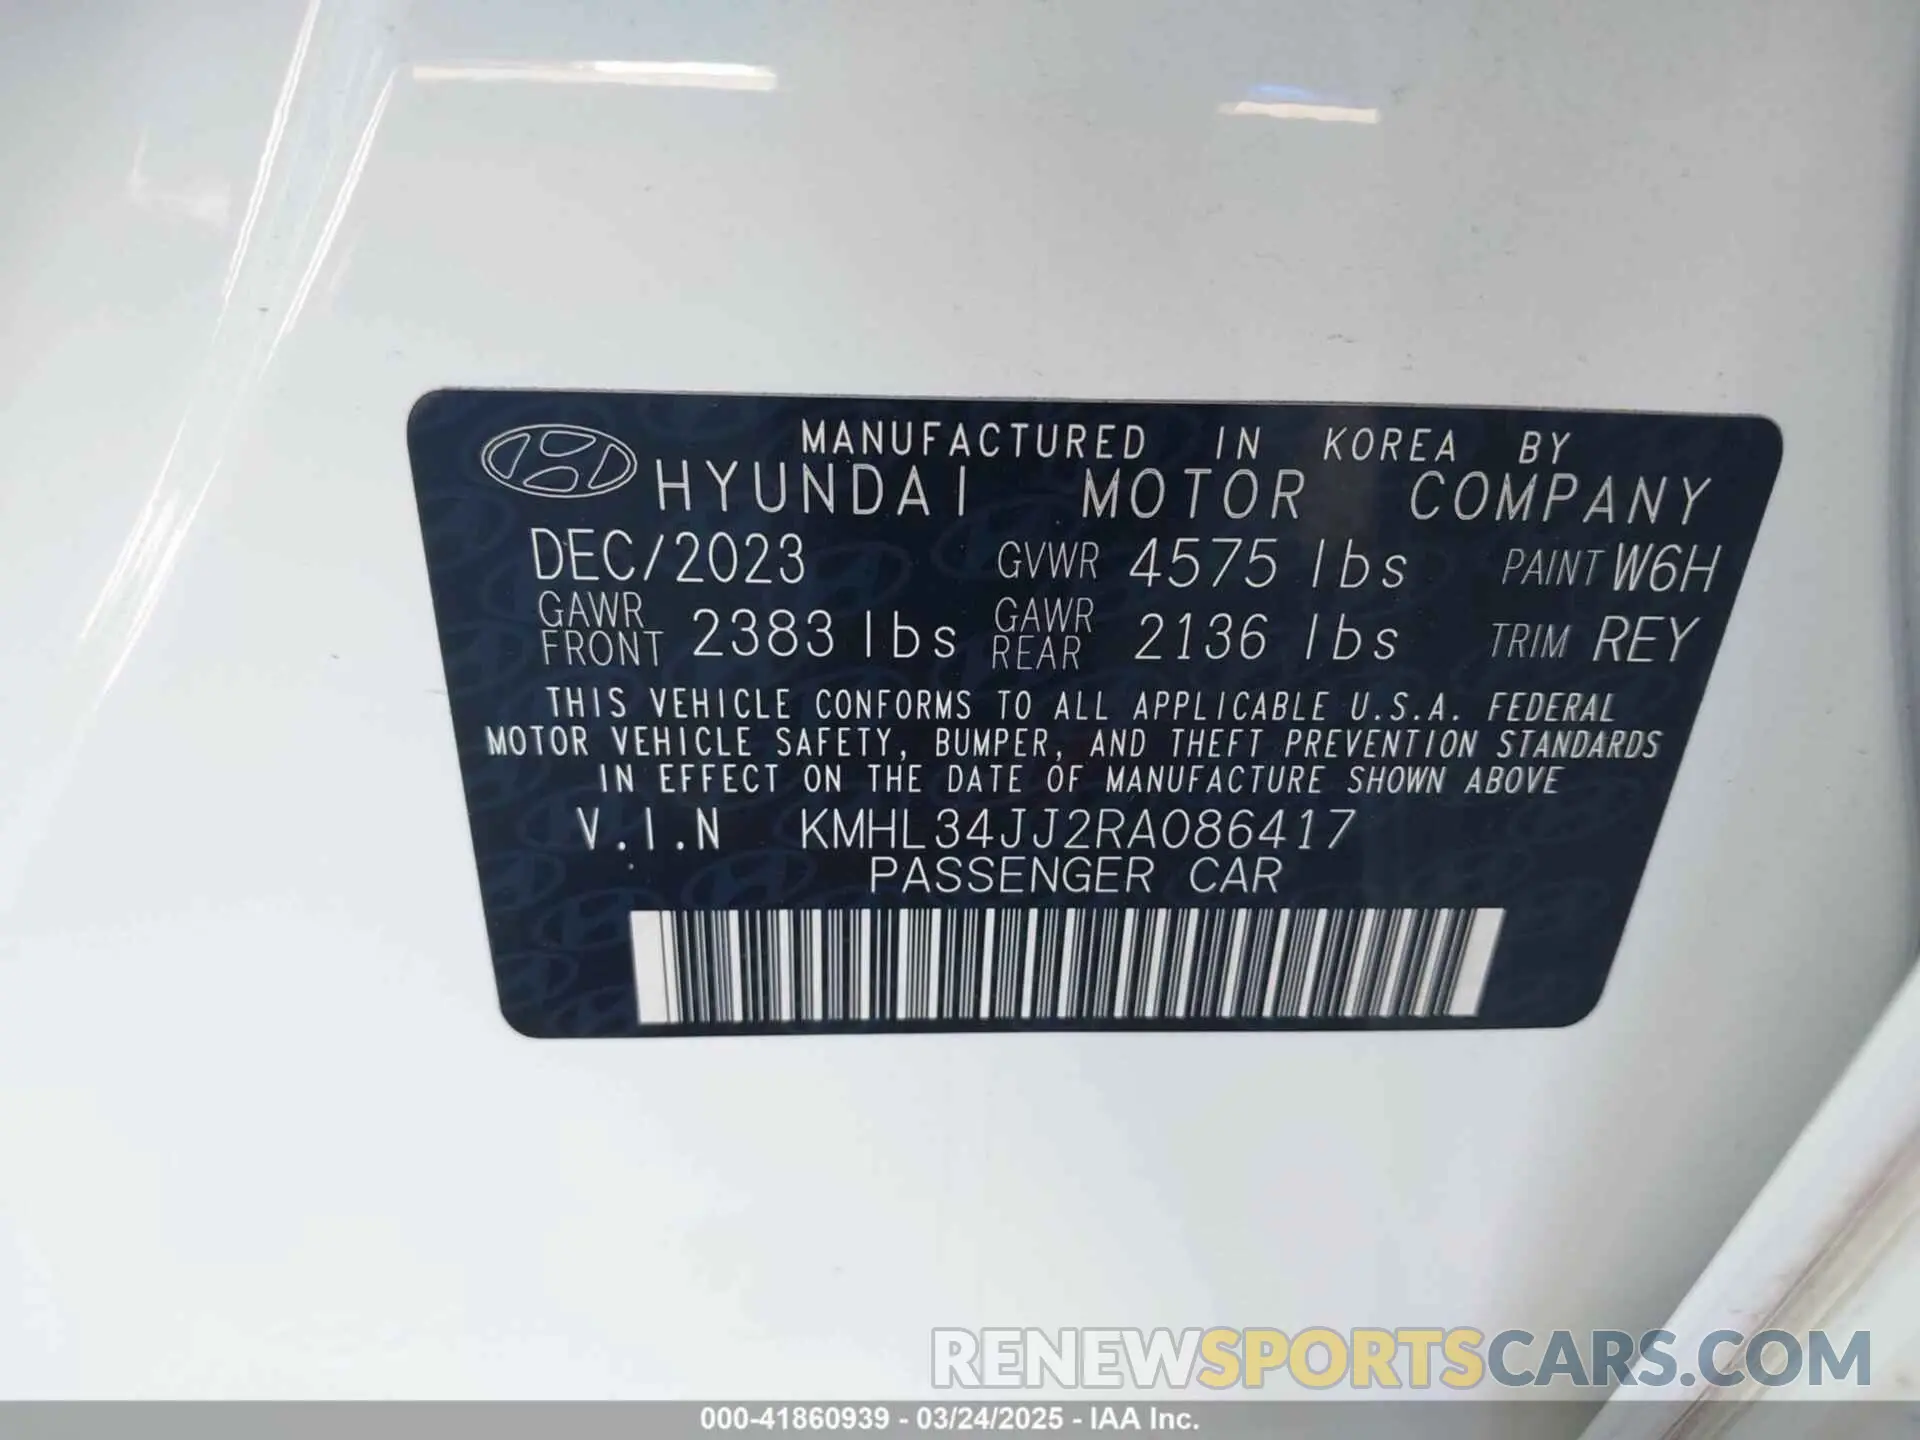 MANUFACTURED IN KOREA BY
HYUNDAI MOTOR COMPANY
DEC/2023 GVWR 4575 lbs PAINT W6H
GAWR FRONT 2383 lbs GAWR REAR 2136 lbs TRIM REY
THIS VEHICLE CONFORMS TO ALL APPLICABLE U.S.A. FEDERAL
MOTOR VEHICLE SAFETY, BUMPER, AND THEFT PREVENTION STANDARDS
IN EFFECT ON THE DATE OF MANUFACTURE SHOWN ABOVE
V.I.N KMHL34JJ2RA086417
PASSENGER CAR
RENEWSPORTSCARS.COM
000-41860939 - 03/24/2025 - IAA Inc.